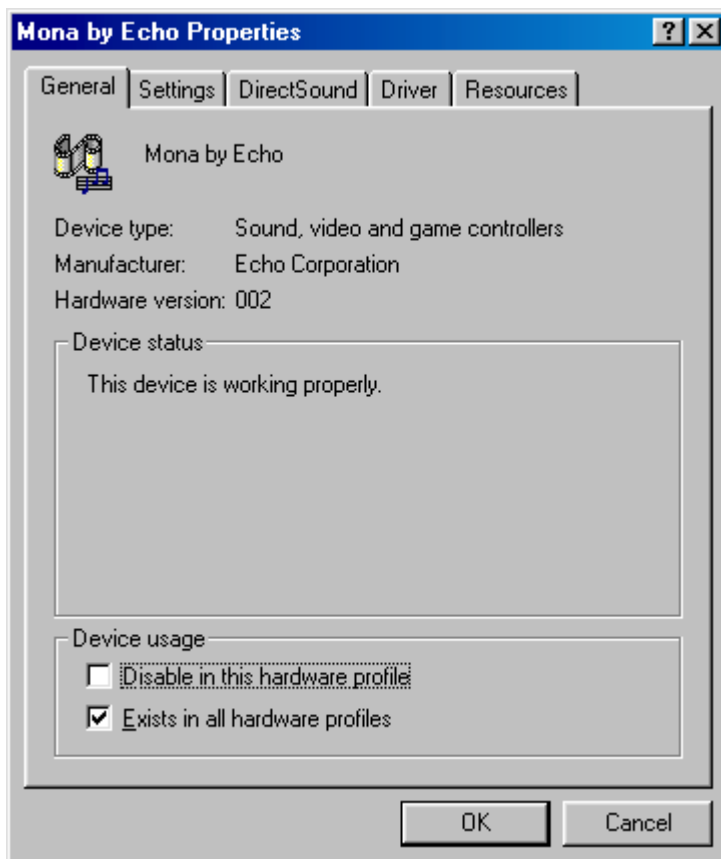 Mona by Echo Properties
General Settings DirectSound Driver Resources
Mona by Echo
Device type: Sound, video and game controllers
Manufacturer: Echo Corporation
Hardware version: 002
Device status
This device is working properly.
Device usage
Disable in this hardware profile
Exists in all hardware profiles
OK Cancel